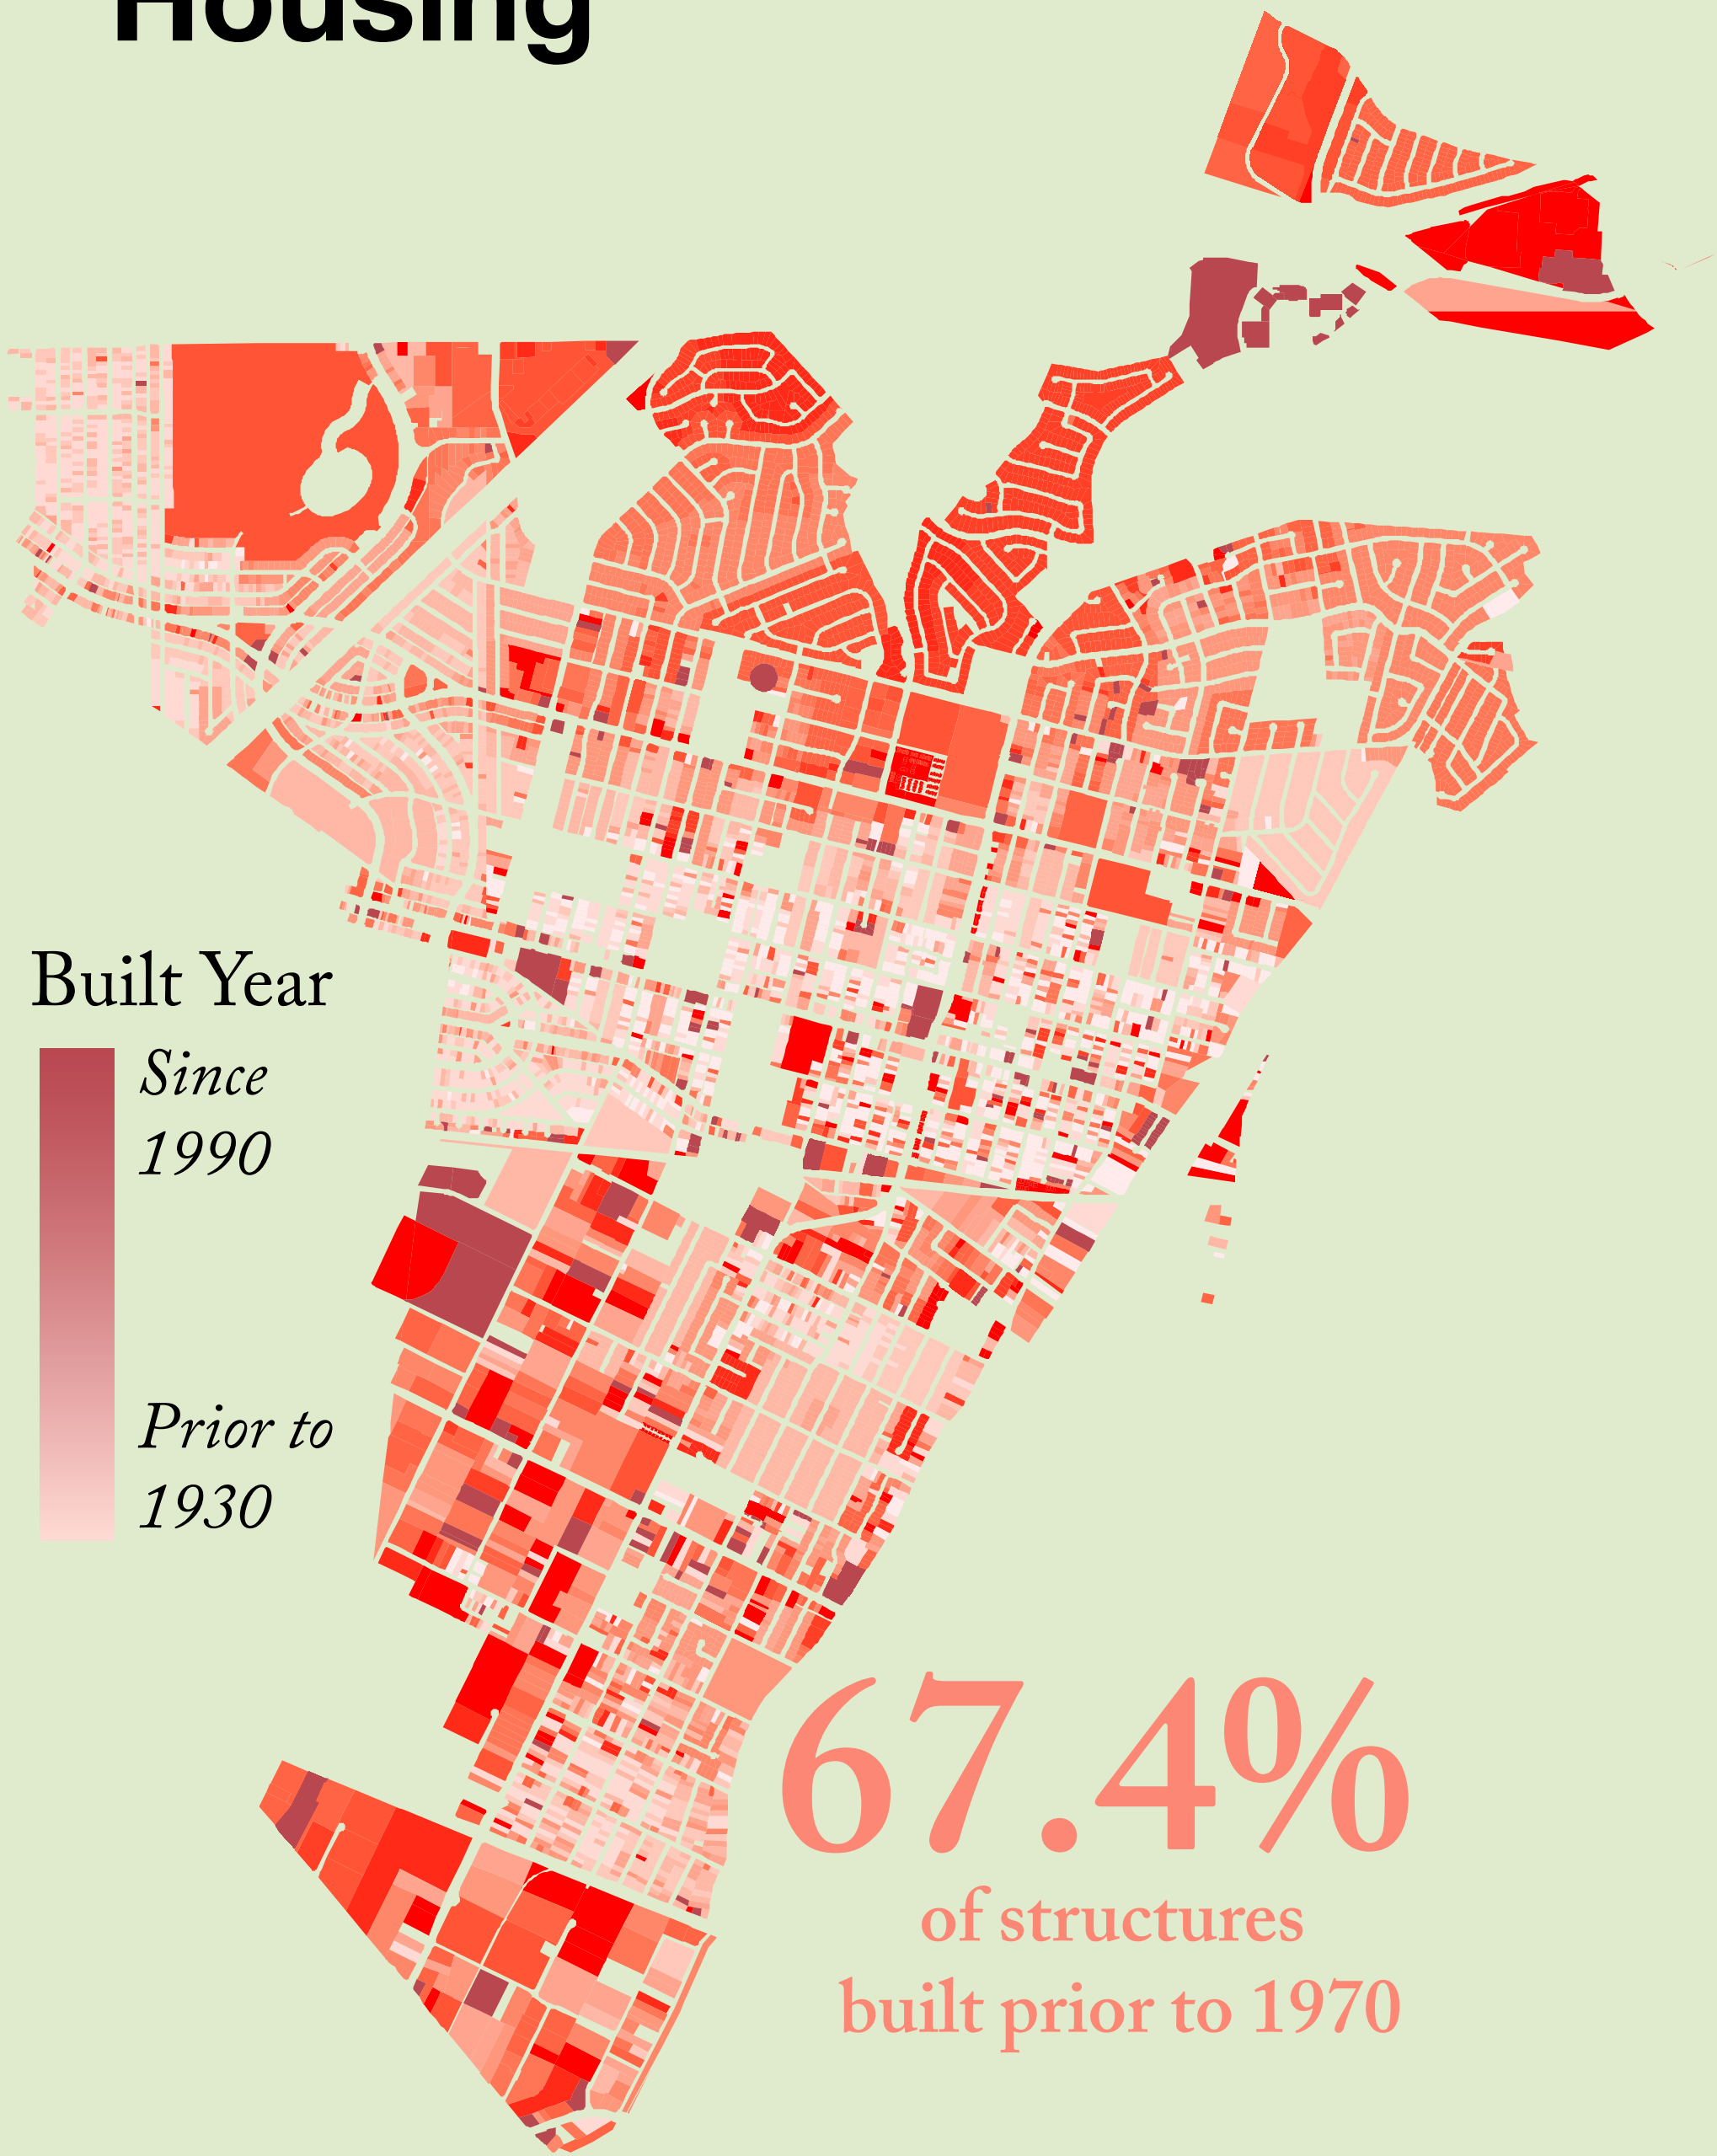 Housing
Built Year
Since
1990
Prior to
1930
67.4%
of structures
built prior to 1970